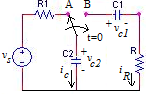 R1
A
B
C1
t=0
+
vc1
-
vs
+
-
C2
+
vc2
-
ic
iR
R